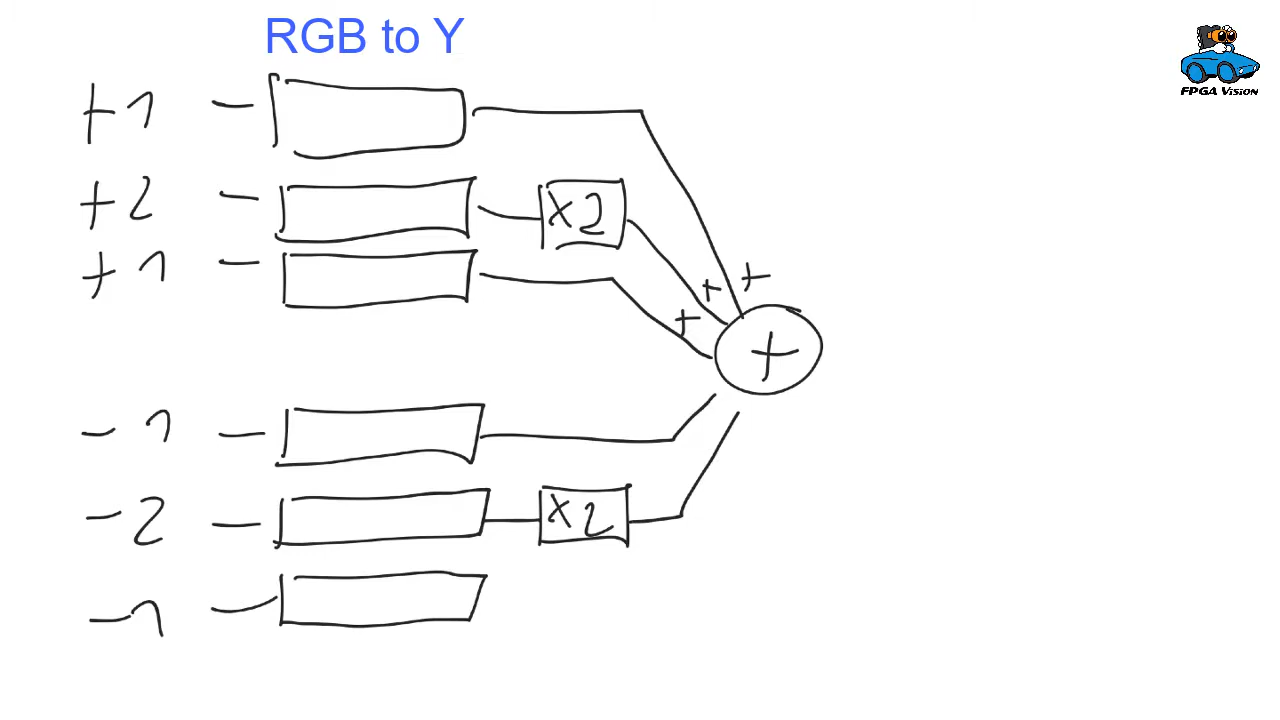 RGB to Y
FPGA VISION
+1
+2
x2
+1
+ +
+
+
-1
-2
x2
-1